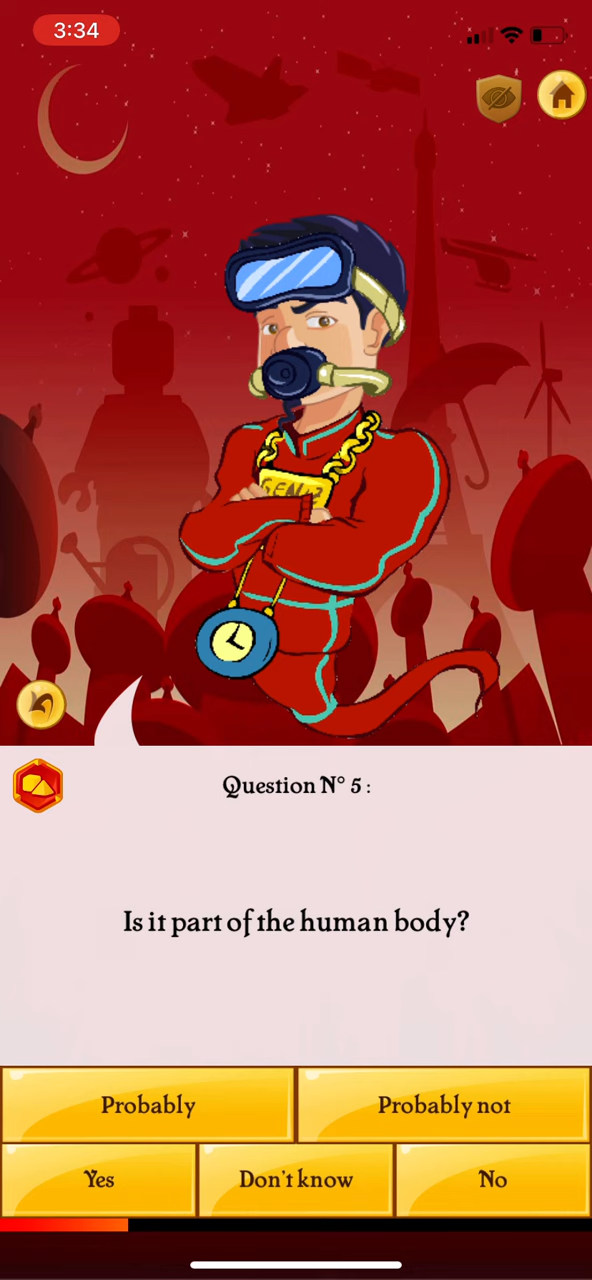 3:34
Question N° 5 :
Is it part of the human body?
Probably
Probably not
Yes
Don't know
No